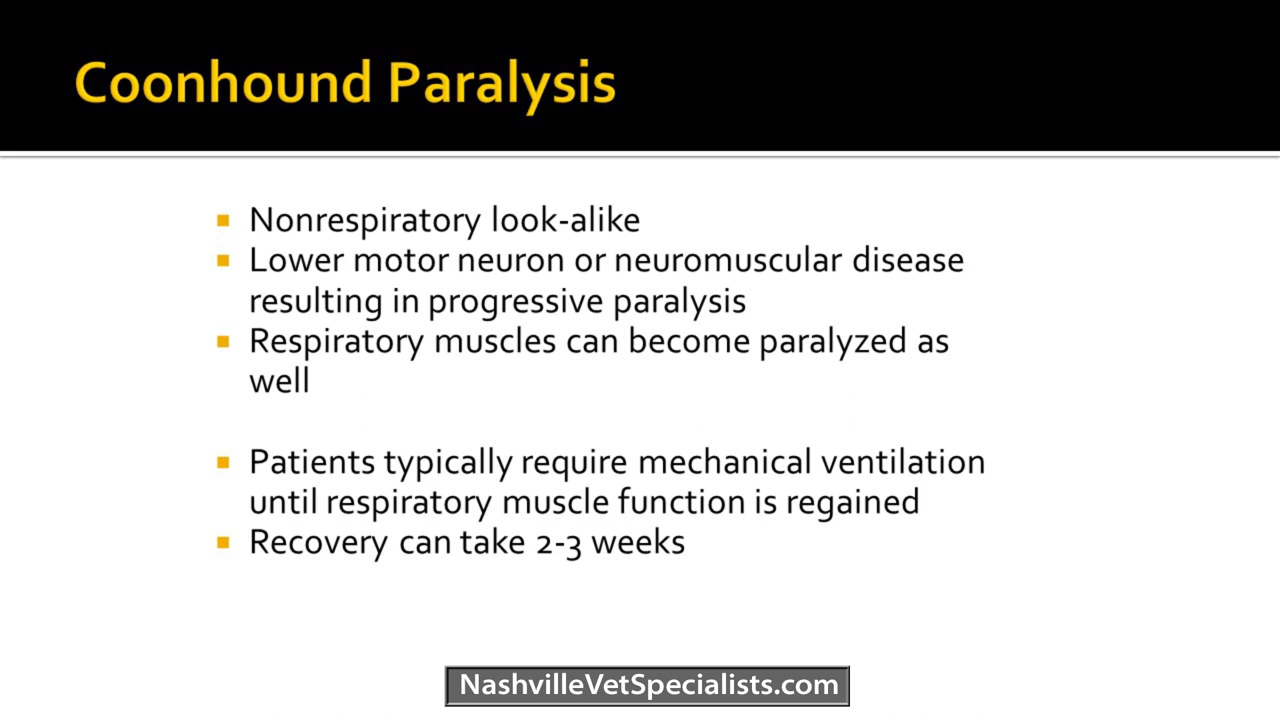 Coonhound Paralysis
Nonrespiratory look-alike
Lower motor neuron or neuromuscular disease
resulting in progressive paralysis
Respiratory muscles can become paralyzed as
well
Patients typically require mechanical ventilation
until respiratory muscle function is regained
Recovery can take 2-3 weeks
NashvilleVetSpecialists.com